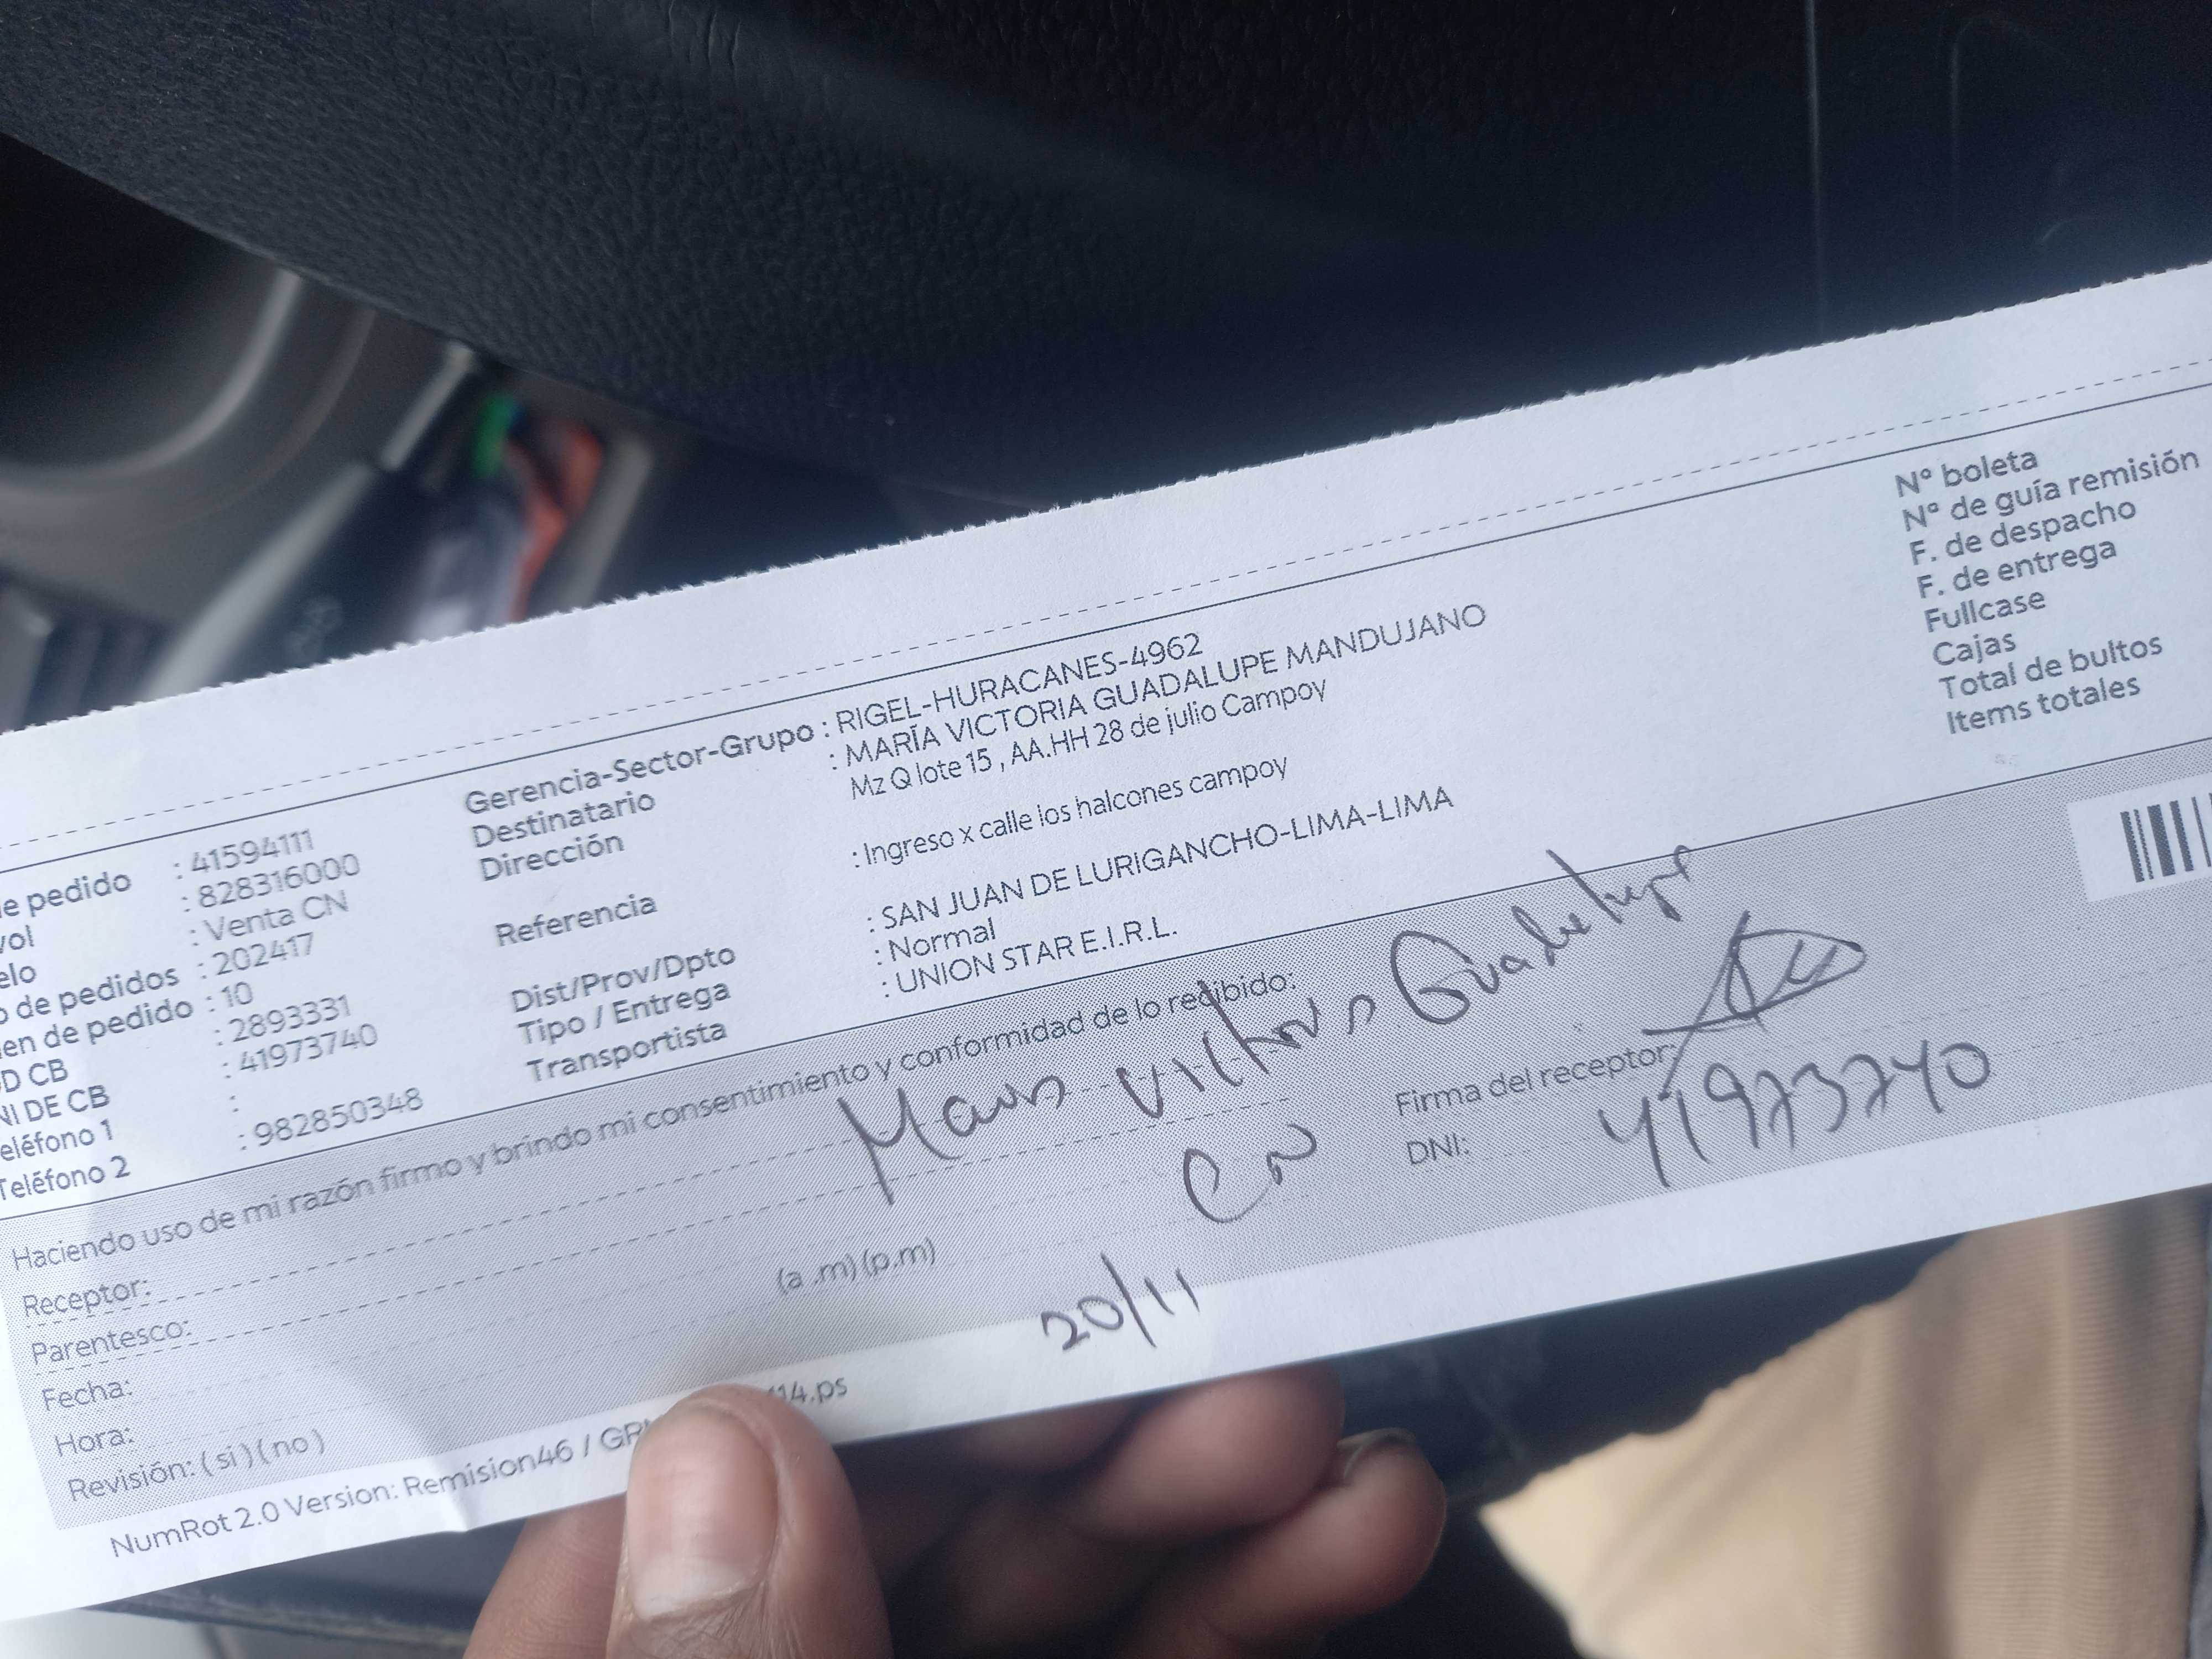 e pedido : 41594111
vol : 828316000
elo : Venta CN
o de pedidos : 202417
en de pedido : 10
D CB : 2893331
NI DE CB : 41973740
eléfono 1 :
Teléfono 2 : 982850348
Gerencia-Sector-Grupo : RIGEL-HURACANES-4962
Destinatario : MARÍA VICTORIA GUADALUPE MANDUJANO
Dirección Mz Q lote 15 , AA.HH 28 de julio Campoy
Referencia : Ingreso x calle los halcones campoy
Dist/Prov/Dpto : SAN JUAN DE LURIGANCHO-LIMA-LIMA
Tipo / Entrega : Normal
Transportista : UNION STAR E.I.R.L.
N° boleta
N° de guía remisión
F. de despacho
F. de entrega
Fullcase
Cajas
Total de bultos
Items totales
Haciendo uso de mi razón firmo y brindo mi consentimiento y conformidad de lo recibido:
Receptor: Maria Victoria Guadalupe
Parentesco: CN
Fecha: 20/11
Hora: (a .m) (p.m)
Revisión: ( si ) ( no )
Firma del receptor:
DNI: 41973740
NumRot 2.0 Version: Remision46 / GR 14.ps